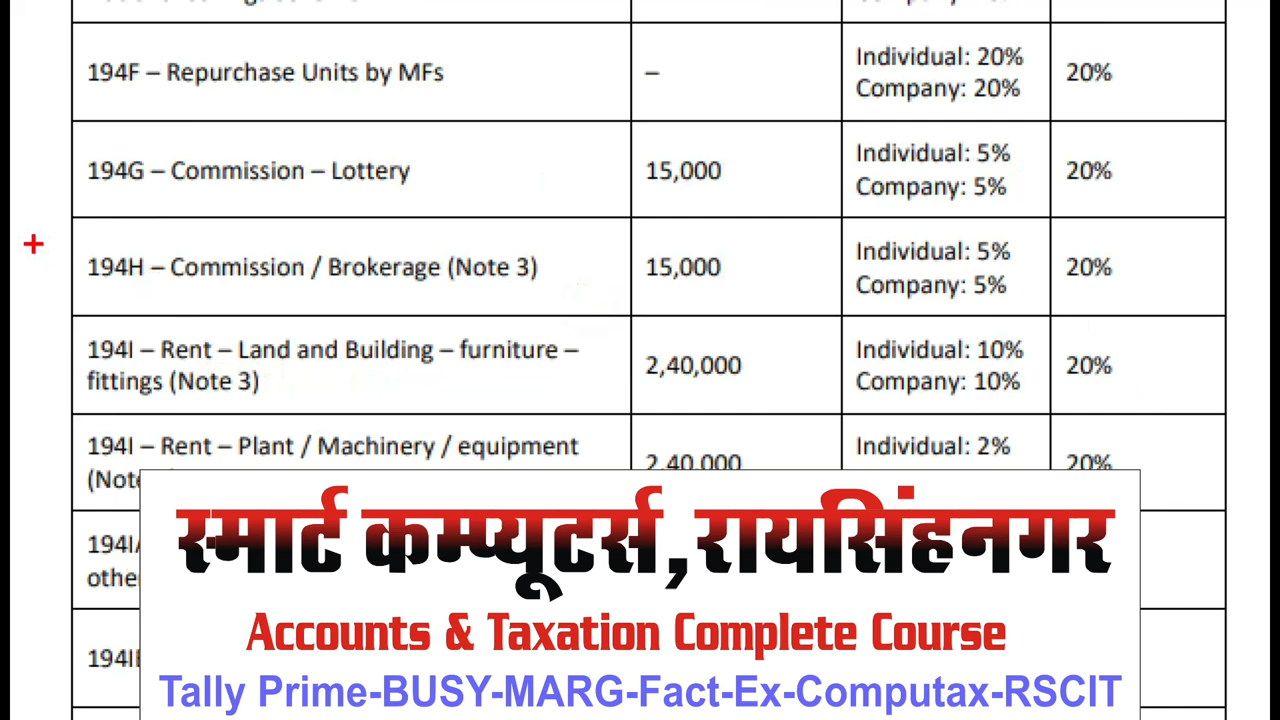 194F – Repurchase Units by MFs
–
Individual: 20%
Company: 20%
20%
194G – Commission – Lottery
15,000
Individual: 5%
Company: 5%
20%
194H – Commission / Brokerage (Note 3)
15,000
Individual: 5%
Company: 5%
20%
194I – Rent – Land and Building – furniture –
fittings (Note 3)
2,40,000
Individual: 10%
Company: 10%
20%
194I – Rent – Plant / Machinery / equipment
(Note
2,40,000
Individual: 2%
20%
194IA
othe
194IB
स्मार्ट कम्प्यूटर्स,रायसिंहनगर
Accounts & Taxation Complete Course
Tally Prime-BUSY-MARG-Fact-Ex-Computax-RSCIT